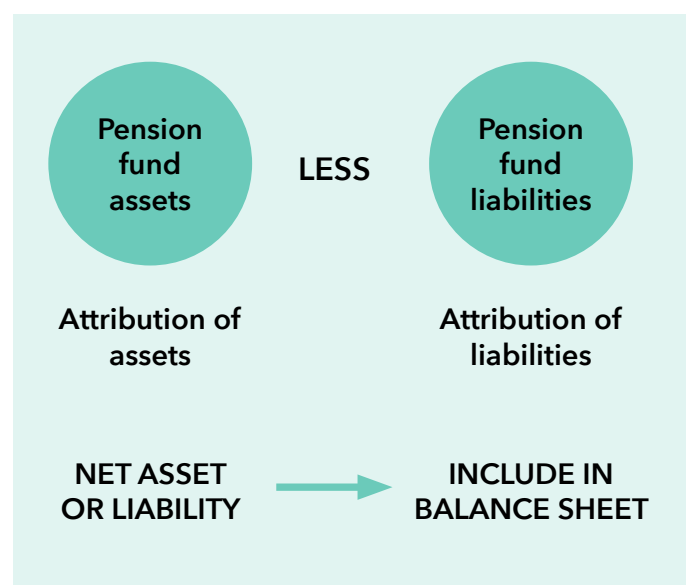 Pension
fund
assets
LESS
Pension
fund
liabilities
Attribution of
assets
Attribution of
liabilities
NET ASSET
OR LIABILITY
INCLUDE IN
BALANCE SHEET